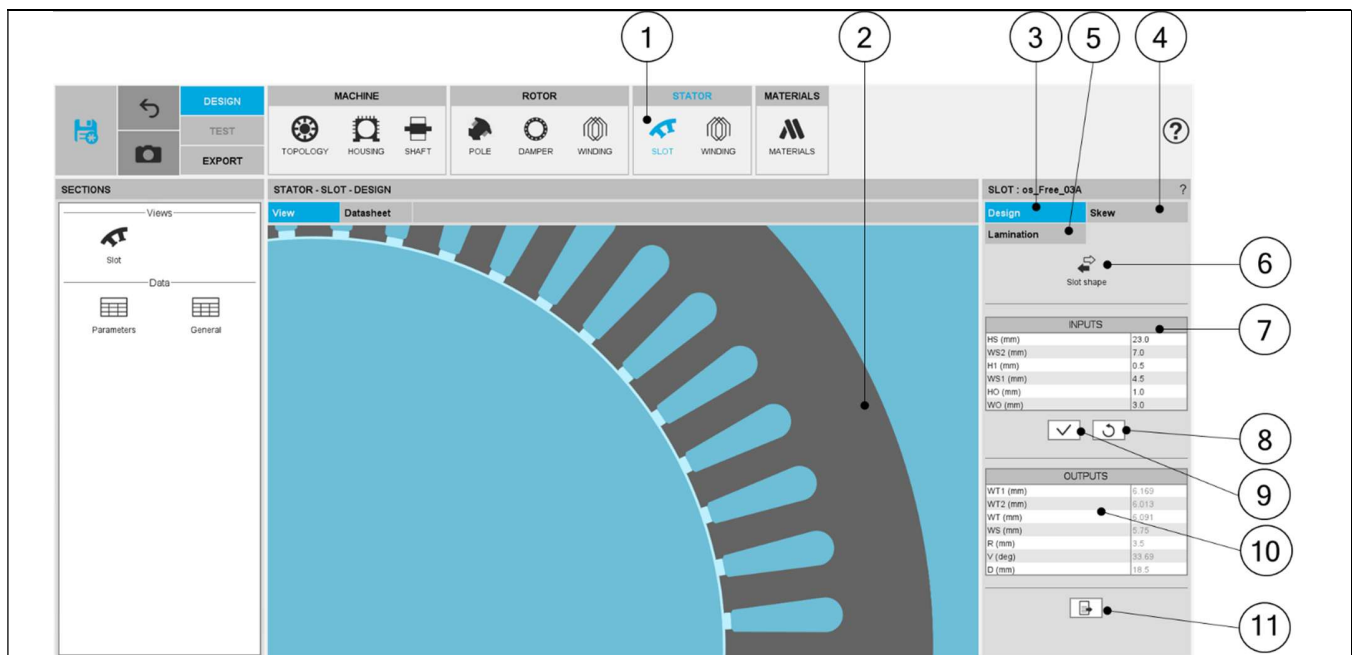 1 2 3 5 4
DESIGN MACHINE ROTOR STATOR MATERIALS
TEST
EXPORT TOPOLOGY HOUSING SHAFT POLE DAMPER WINDING SLOT WINDING MATERIALS
?
SECTIONS STATOR - SLOT - DESIGN SLOT : os_Free_03A ?
Views View Datasheet Design Skew
Lamination
Slot
Slot shape 6
Data
Parameters General
INPUTS 7
HS (mm) 23.0
WS2 (mm) 7.0
H1 (mm) 0.5
WS1 (mm) 4.5
HO (mm) 1.0
WO (mm) 3.0
8
OUTPUTS 9
WT1 (mm) 6.169
WT2 (mm) 6.013
WT (mm) 6.091
WS (mm) 5.75
R (mm) 3.5
V (deg) 33.69
D (mm) 18.5
10
11